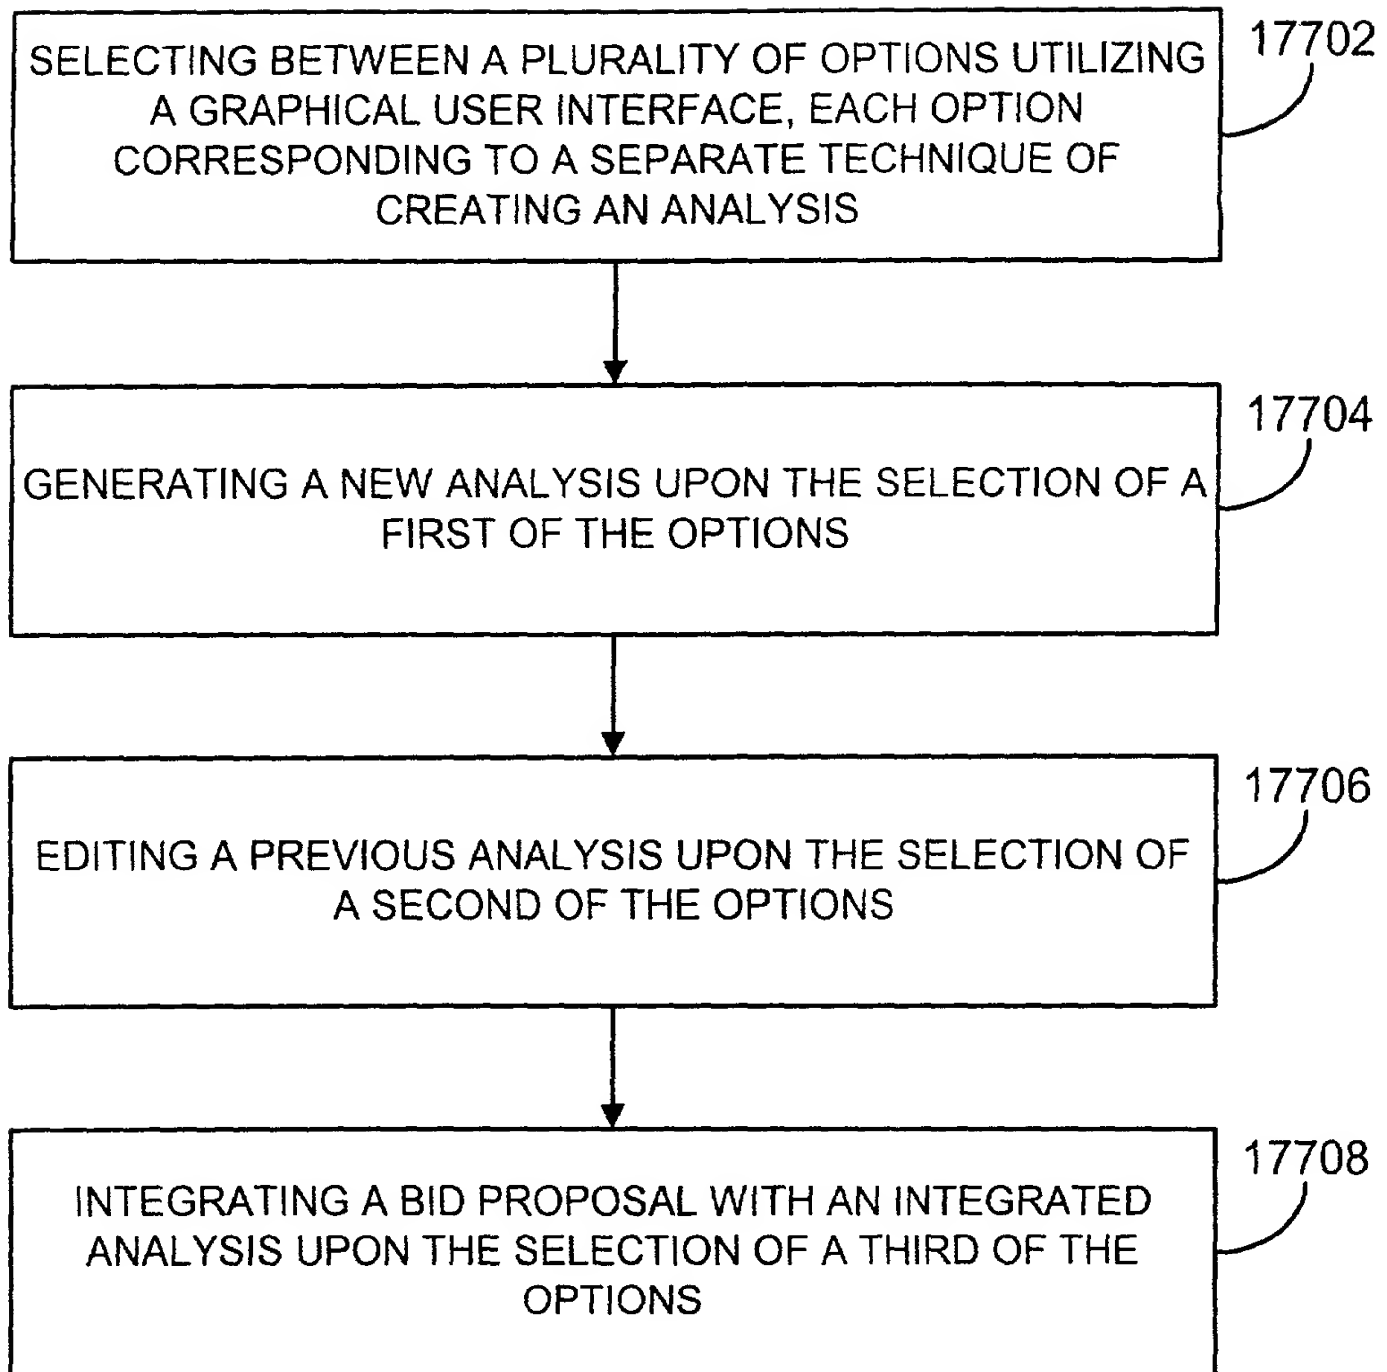 17702
SELECTING BETWEEN A PLURALITY OF OPTIONS UTILIZING
A GRAPHICAL USER INTERFACE, EACH OPTION
CORRESPONDING TO A SEPARATE TECHNIQUE OF
CREATING AN ANALYSIS
17704
GENERATING A NEW ANALYSIS UPON THE SELECTION OF A
FIRST OF THE OPTIONS
17706
EDITING A PREVIOUS ANALYSIS UPON THE SELECTION OF
A SECOND OF THE OPTIONS
17708
INTEGRATING A BID PROPOSAL WITH AN INTEGRATED
ANALYSIS UPON THE SELECTION OF A THIRD OF THE
OPTIONS